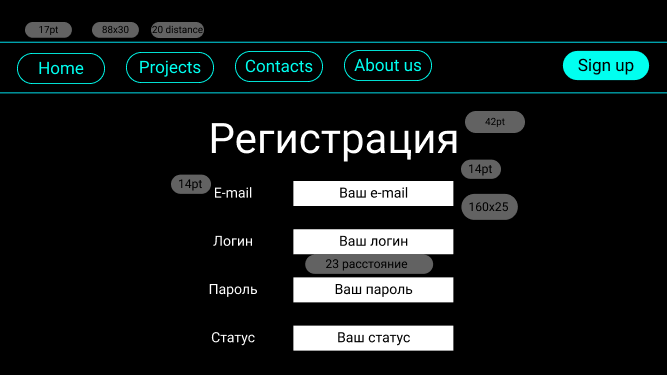 17pt 88x30 20 distance
Home Projects Contacts About us Sign up
Регистрация 42pt
14pt
14pt E-mail Ваш e-mail
160x25
Логин Ваш логин
23 расстояние
Пароль Ваш пароль
Статус Ваш статус